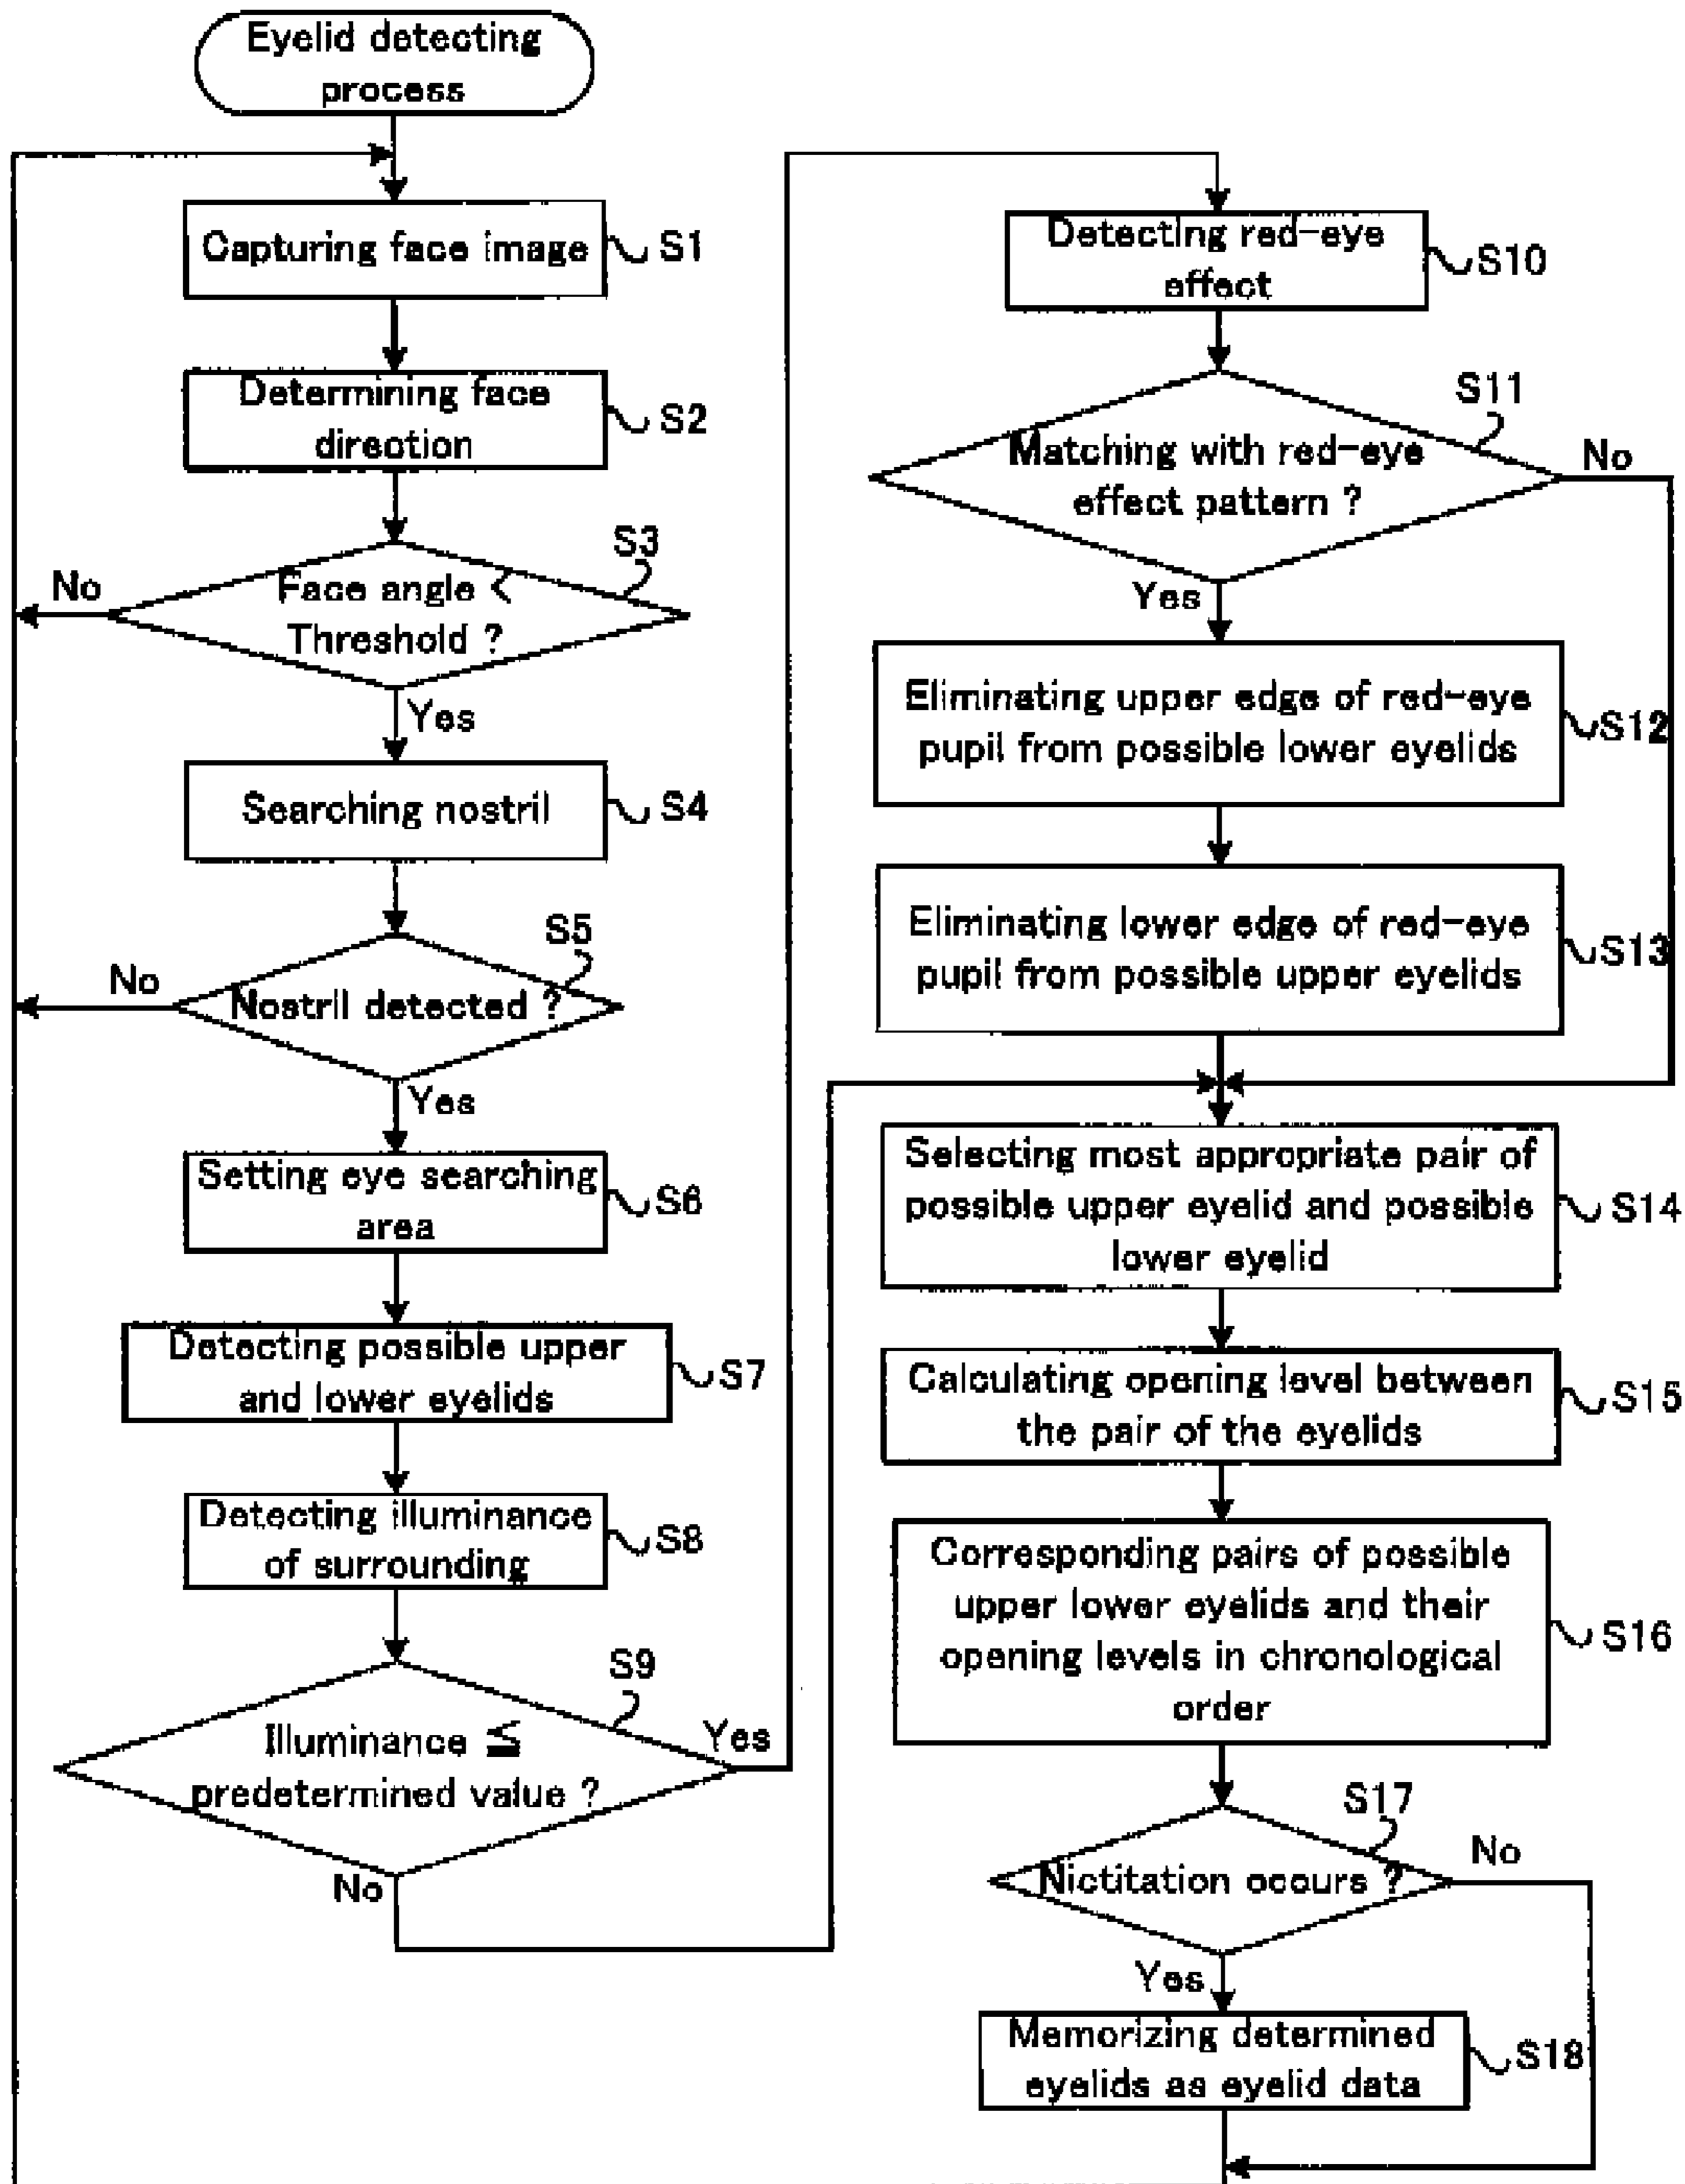 Eyelid detecting
process
Capturing face image
S1
Determining face
direction
S2
S3
Face angle <
Threshold ?
No
Yes
Searching nostril
S4
S5
Nostril detected ?
No
Yes
Setting eye searching
area
S6
Detecting possible upper
and lower eyelids
S7
Detecting illuminance
of surrounding
S8
S9
Illuminance ≦
predetermined value ?
Yes
No
Detecting red-eye
effect
S10
S11
Matching with red-eye
effect pattern ?
No
Yes
Eliminating upper edge of red-eye
pupil from possible lower eyelids
S12
Eliminating lower edge of red-eye
pupil from possible upper eyelids
S13
Selecting most appropriate pair of
possible upper eyelid and possible
lower eyelid
S14
Calculating opening level between
the pair of the eyelids
S15
Corresponding pairs of possible
upper lower eyelids and their
opening levels in chronological
order
S16
S17
Nictitation occurs ?
No
Yes
Memorizing determined
eyelids as eyelid data
S18